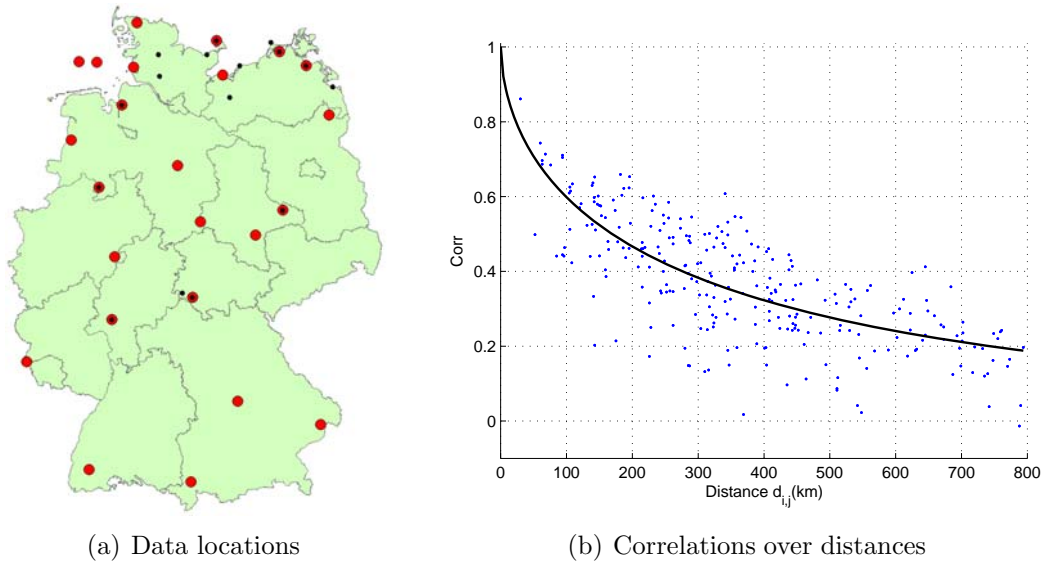 1
0.8
0.6
0.4
0.2
0
Corr
0 100 200 300 400 500 600 700 800
Distance d_{i,j}(km)
(a) Data locations
(b) Correlations over distances